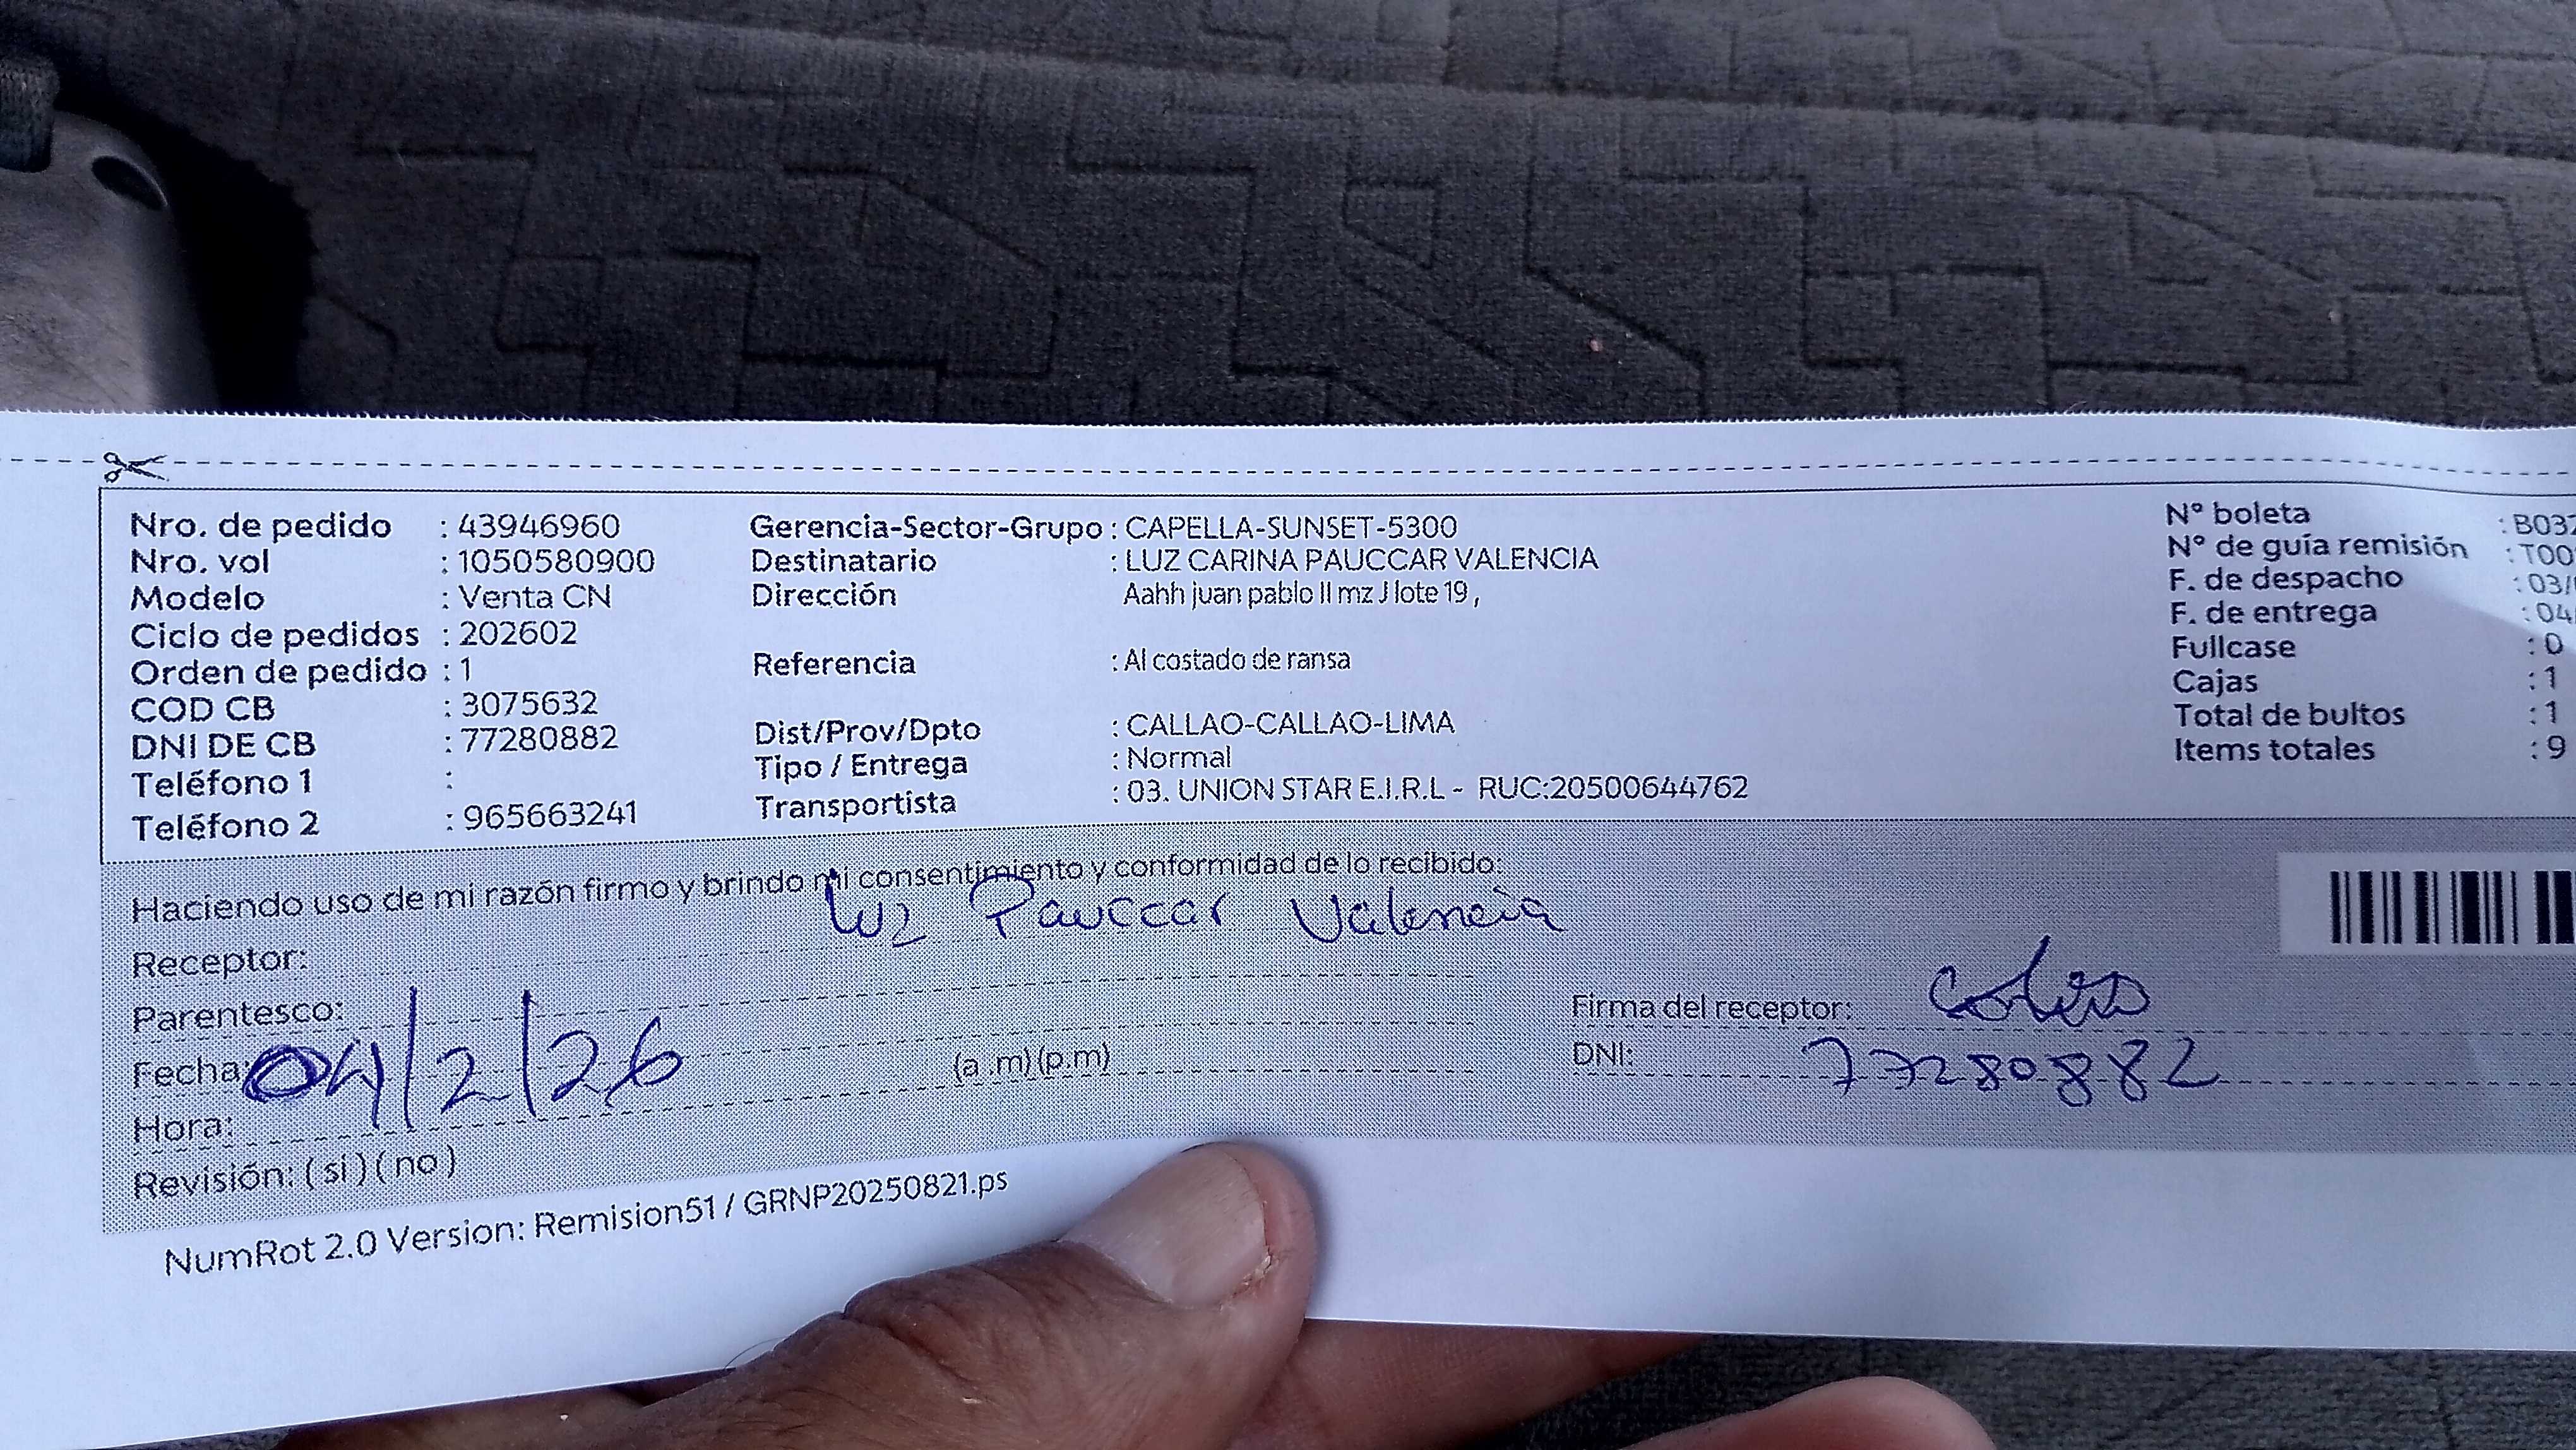 Nro. de pedido : 43946960
Nro. vol : 1050580900
Modelo : Venta CN
Ciclo de pedidos : 202602
Orden de pedido : 1
COD CB : 3075632
DNI DE CB : 77280882
Teléfono 1 :
Teléfono 2 : 965663241
Gerencia-Sector-Grupo : CAPELLA-SUNSET-5300
Destinatario : LUZ CARINA PAUCCAR VALENCIA
Dirección Aahh juan pablo II mz J lote 19 ,
Referencia : Al costado de ransa
Dist/Prov/Dpto : CALLAO-CALLAO-LIMA
Tipo / Entrega : Normal
Transportista : 03. UNION STAR E.I.R.L - RUC:20500644762
N° boleta : B03
N° de guía remisión : T00
F. de despacho : 03/
F. de entrega : 04
Fullcase : 0
Cajas : 1
Total de bultos : 1
Items totales : 9
Haciendo uso de mi razón firmo y brindo mi consentimiento y conformidad de lo recibido:
Receptor: Luz Pauccar Valencia
Parentesco:
Fecha: 04/2/26
Hora: (a .m)(p.m)
Revisión: ( si ) ( no )
Firma del receptor:
DNI: 77280882
NumRot 2.0 Version: Remision51 / GRNP20250821.ps